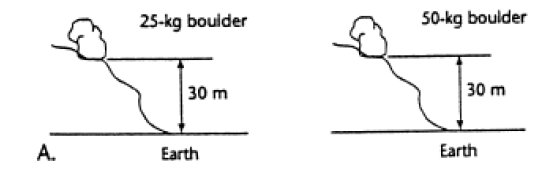 25-kg boulder
50-kg boulder
30 m
30 m
A.
Earth
Earth